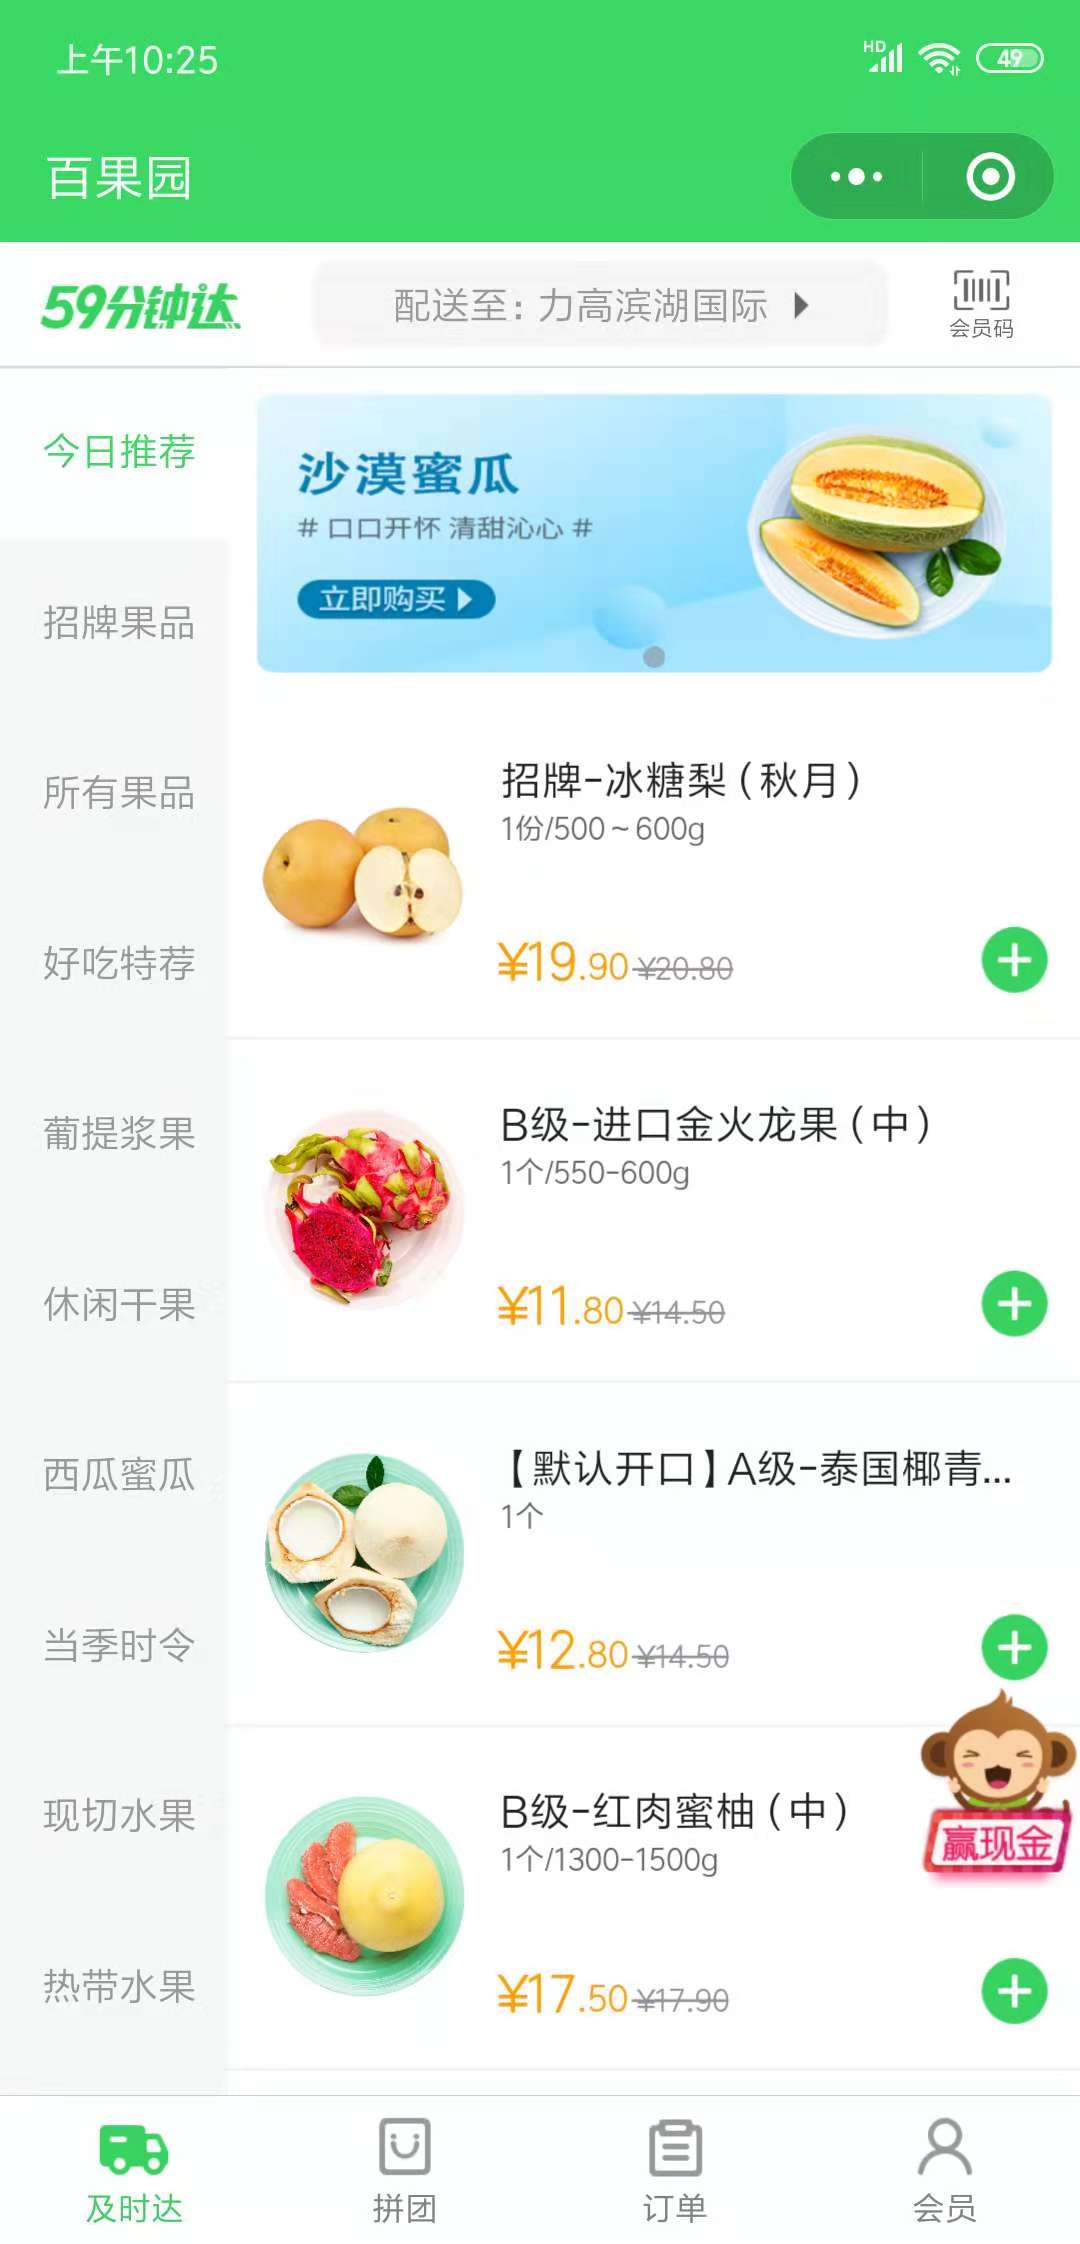 上午10:25
HD
49
百果园
59分钟达
配送至：力高滨湖国际
会员码
今日推荐
招牌果品
所有果品
好吃特荐
葡提浆果
休闲干果
西瓜蜜瓜
当季时令
现切水果
热带水果
沙漠蜜瓜
# 口口开怀 清甜沁心 #
立即购买
招牌-冰糖梨（秋月）
1份/500～600g
¥19.90 ¥20.80
B级-进口金火龙果（中）
1个/550-600g
¥11.80 ¥14.50
【默认开口】A级-泰国椰青...
1个
¥12.80 ¥14.50
赢现金
B级-红肉蜜柚（中）
1个/1300-1500g
¥17.50 ¥17.90
及时达
拼团
订单
会员